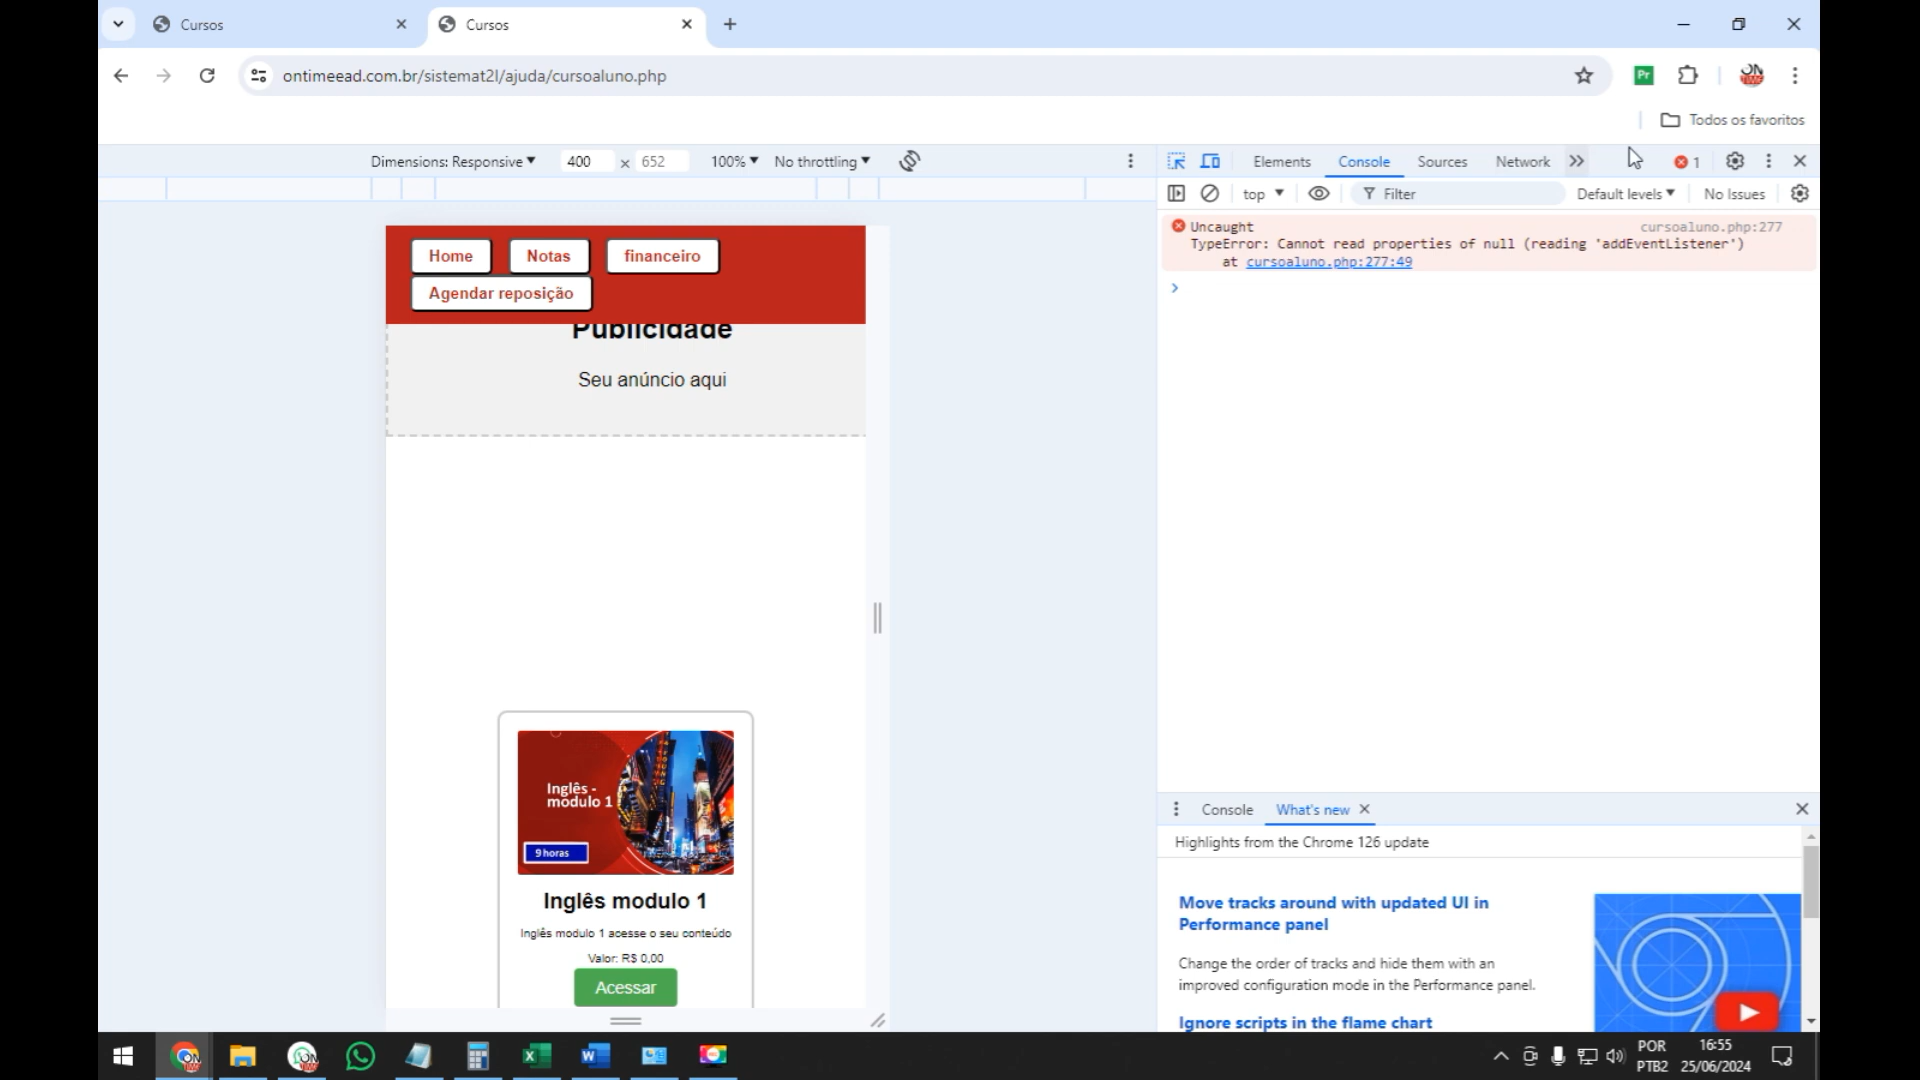 Cursos
Cursos
ontimeead.com.br/sistemat2l/ajuda/cursoaluno.php
Pr
ON TIME
Todos os favoritos
Dimensions: Responsive
400 x 652
100%
No throttling
Elements
Console
Sources
Network
1
top
Filter
Default levels
No Issues
Uncaught
cursoaluno.php:277
TypeError: Cannot read properties of null (reading 'addEventListener')
at cursoaluno.php:277:49
Home
Notas
financeiro
Agendar reposição
Publicidade
Seu anúncio aqui
Inglês -
modulo 1
9 horas
Inglês modulo 1
Inglês modulo 1 acesse o seu conteúdo
Valor: R$ 0,00
Acessar
Console
What's new
Highlights from the Chrome 126 update
Move tracks around with updated UI in
Performance panel
Change the order of tracks and hide them with an
improved configuration mode in the Performance panel.
Ignore scripts in the flame chart
POR
PTB2
16:55
25/06/2024